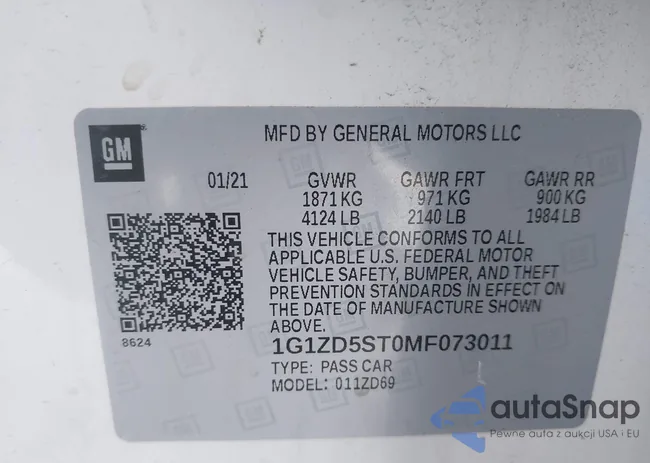 GM
MFD BY GENERAL MOTORS LLC
01/21 GVWR GAWR FRT GAWR RR
1871 KG 971 KG 900 KG
4124 LB 2140 LB 1984 LB
THIS VEHICLE CONFORMS TO ALL
APPLICABLE U.S. FEDERAL MOTOR
VEHICLE SAFETY, BUMPER, AND THEFT
PREVENTION STANDARDS IN EFFECT ON
THE DATE OF MANUFACTURE SHOWN
ABOVE.
8624
1G1ZD5ST0MF073011
TYPE: PASS CAR
MODEL: 011ZD69
autaSnap
Pewne auta z aukcji USA i EU